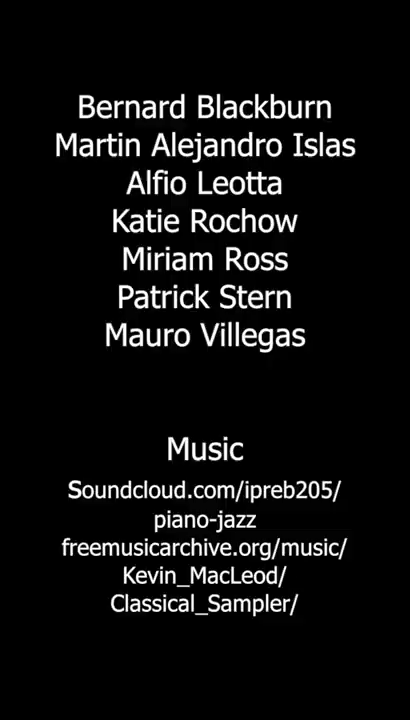 Bernard Blackburn
Martin Alejandro Islas
Alfio Leotta
Katie Rochow
Miriam Ross
Patrick Stern
Mauro Villegas
Music
Soundcloud.com/ipreb205/
piano-jazz
freemusicarchive.org/music/
Kevin_MacLeod/
Classical_Sampler/